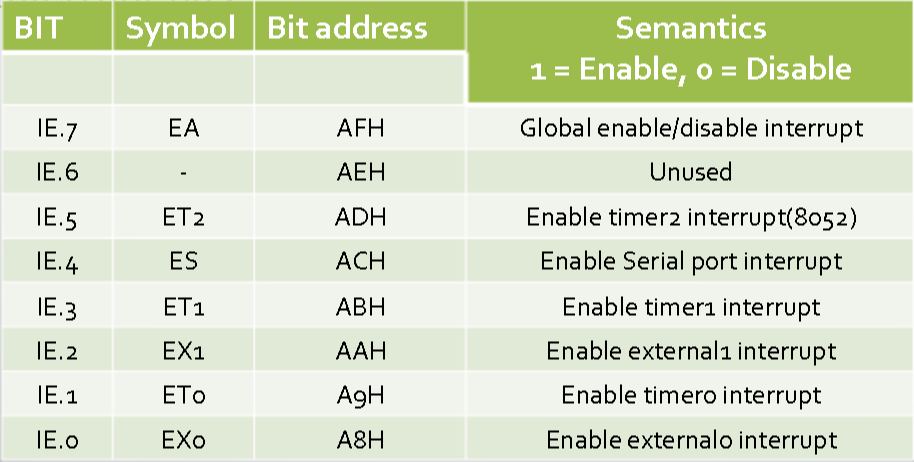 BIT Symbol Bit address Semantics
1 = Enable, 0 = Disable
IE.7 EA AFH Global enable/disable interrupt
IE.6 - AEH Unused
IE.5 ET2 ADH Enable timer2 interrupt(8052)
IE.4 ES ACH Enable Serial port interrupt
IE.3 ET1 ABH Enable timer1 interrupt
IE.2 EX1 AAH Enable external1 interrupt
IE.1 ET0 A9H Enable timer0 interrupt
IE.0 EX0 A8H Enable external0 interrupt